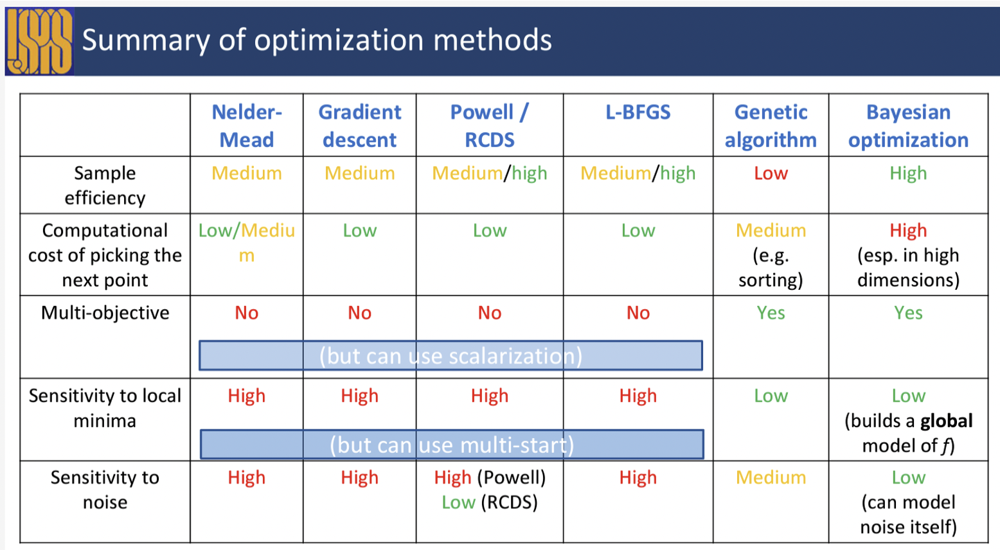 USPAS
Summary of optimization methods
Nelder-
Mead
Gradient
descent
Powell /
RCDS
L-BFGS
Genetic
algorithm
Bayesian
optimization
Sample
efficiency
Medium
Medium
Medium/high
Medium/high
Low
High
Computational
cost of picking the
next point
Low/Mediu
m
Low
Low
Low
Medium
(e.g.
sorting)
High
(esp. in high
dimensions)
Multi-objective
No
No
No
No
Yes
Yes
(but can use scalarization)
Sensitivity to local
minima
High
High
High
High
Low
Low
(builds a global
model of f)
(but can use multi-start)
Sensitivity to
noise
High
High
High (Powell)
Low (RCDS)
High
Medium
Low
(can model
noise itself)